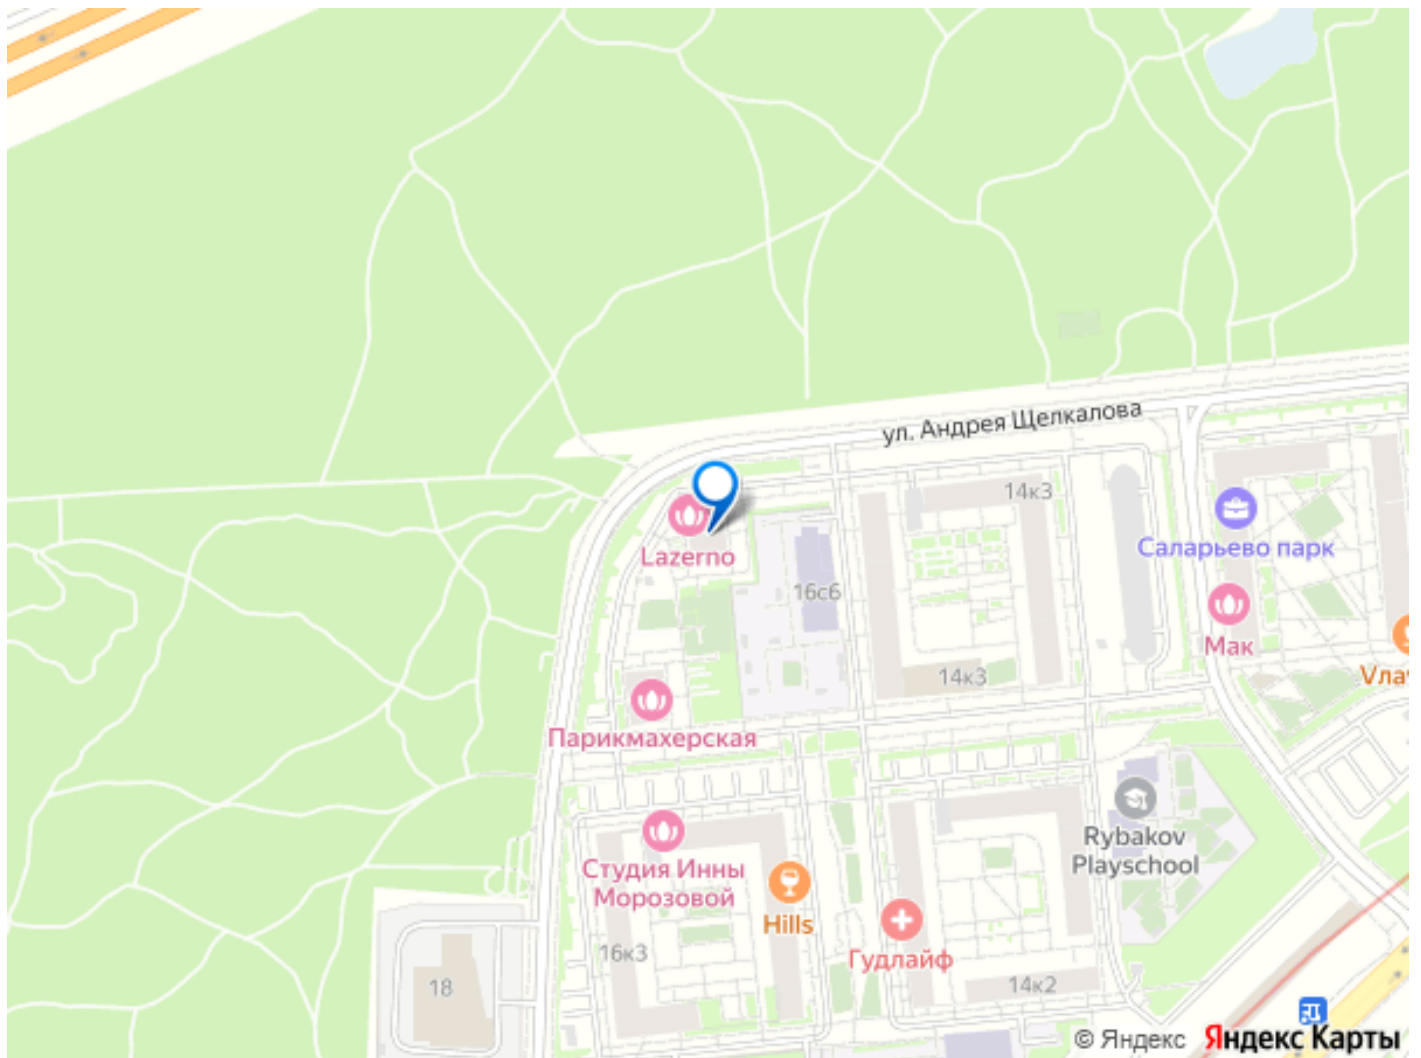 ул. Андрея Щелкалова
14к3
Lazerno
Саларьево парк
16с6
Мак
14к3
Vла
Парикмахерская
Rybakov
Playschool
Студия Инны
Морозовой
Hills
Гудлайф
16к3
18
14к2
© Яндекс Яндекс Карты